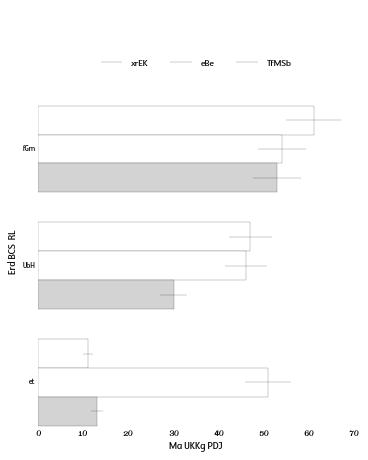 xrEK eBe TfMSb
fGm
UbH
et
Erd BCS RL
0 10 20 30 40 50 60 70
Ma UKKg PDJ